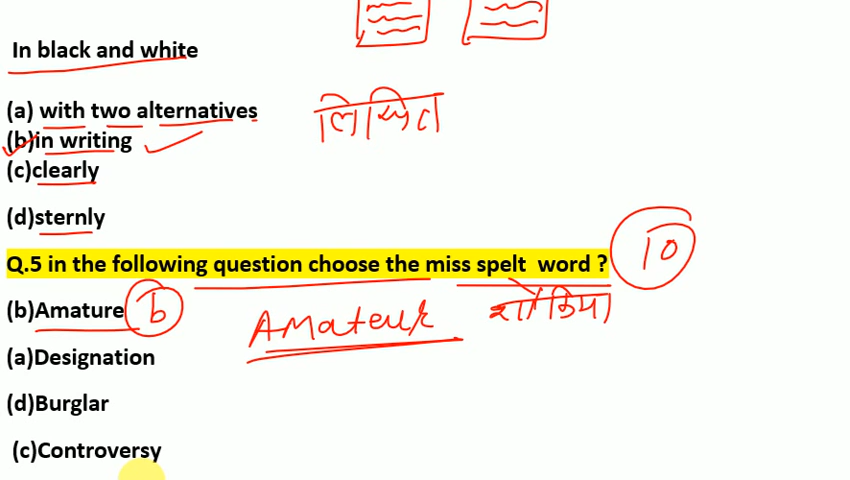 In black and white
(a) with two alternatives
लिखित
(b)in writing
(c)clearly
(d)sternly
Q.5 in the following question choose the miss spelt word ?
10
(b)Amature b
Amateur शौकिया
(a)Designation
(d)Burglar
(c)Controversy